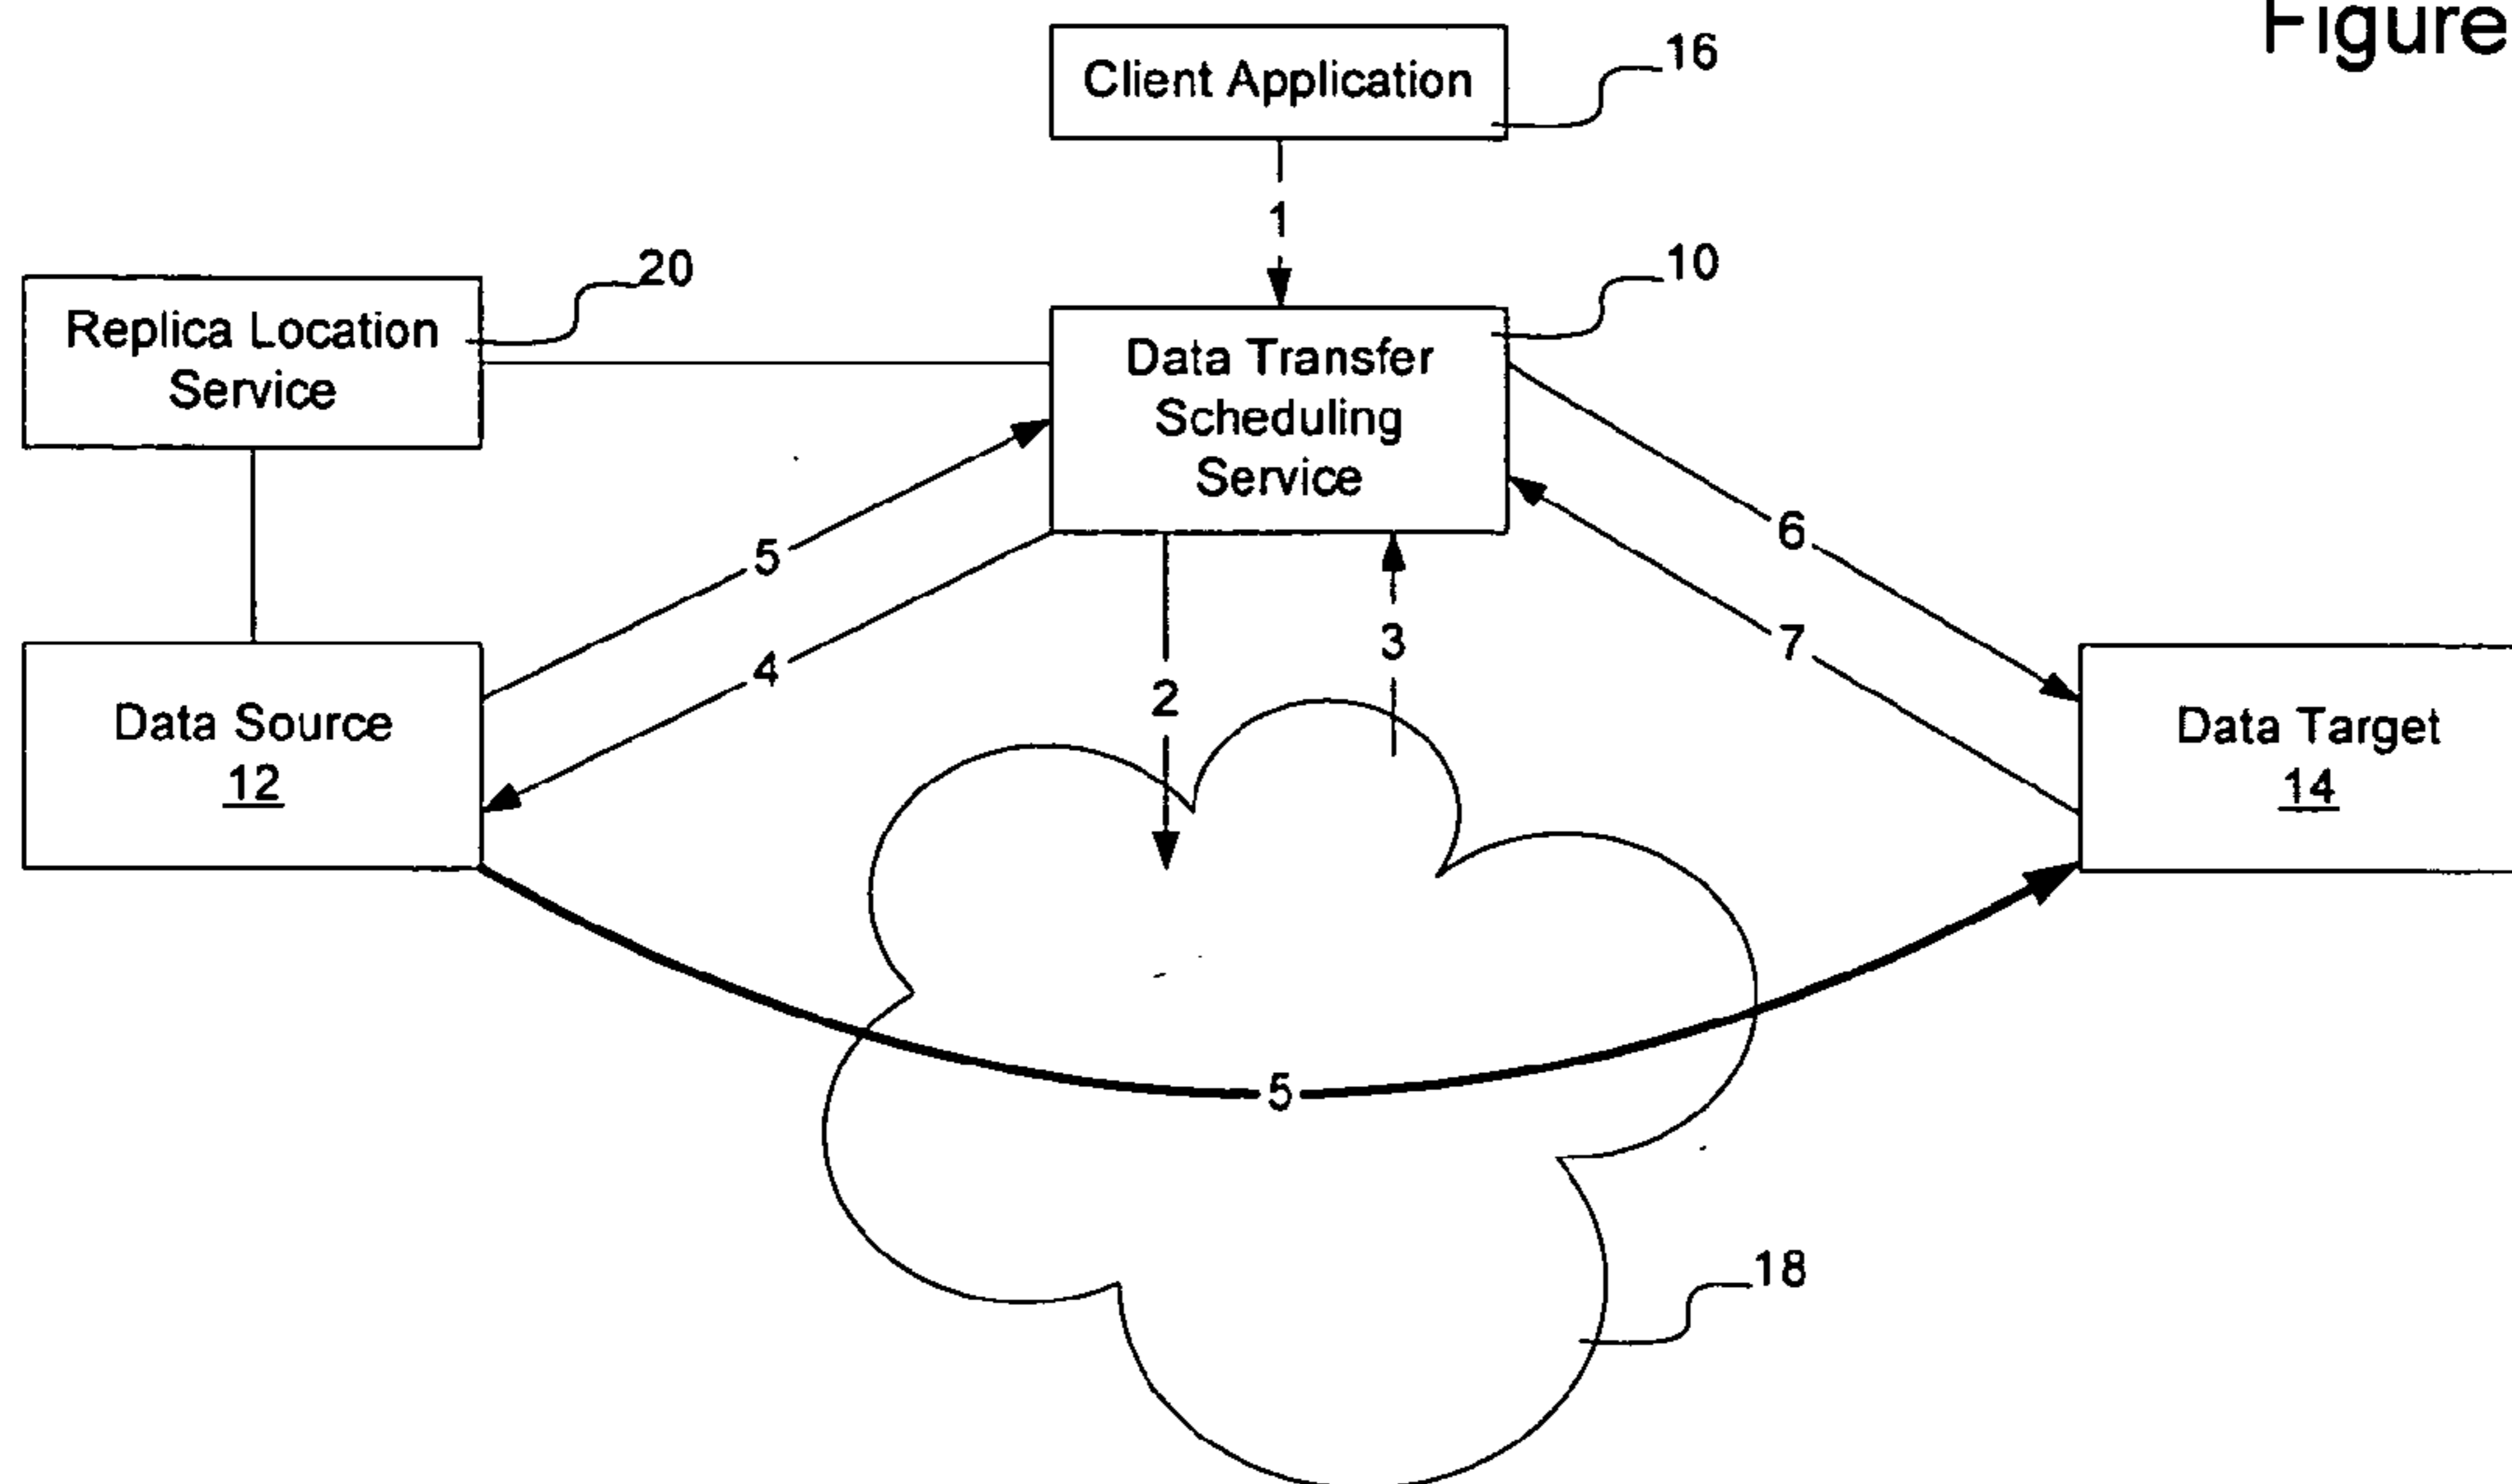 Figure
Client Application
16
1
20
10
Replica Location
Service
Data Transfer
Scheduling
Service
5
6
4
3
7
2
Data Source
12
Data Target
14
5
18